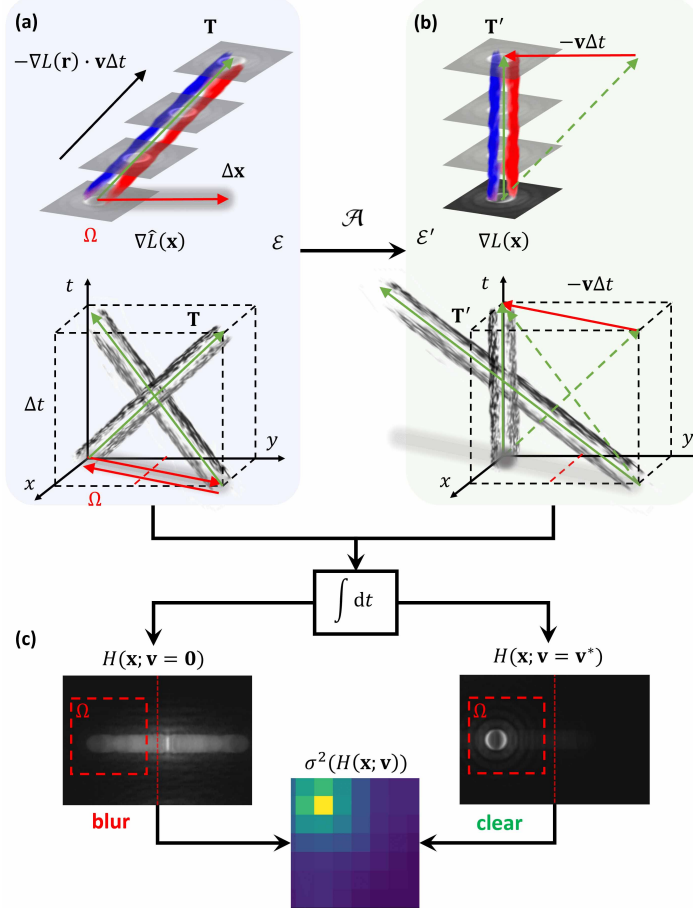 (a)
T
−∇L(r) · vΔt
Δx
Ω
∇L̂(x)
ℰ
𝒜
(b)
T′
−vΔt
ℰ′
∇L(x)
t
T
Δt
y
x
Ω
t
−vΔt
T′
y
x
∫ dt
(c)
H(x; v = 0)
H(x; v = v*)
Ω
Ω
σ²(H(x; v))
blur
clear